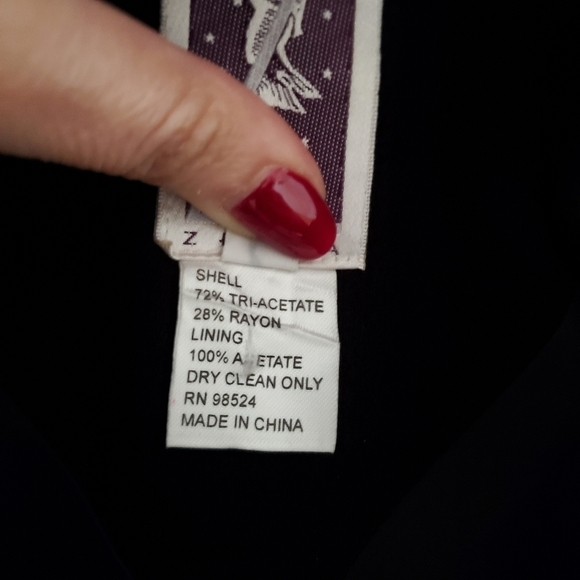 Z A
SHELL
72% TRI-ACETATE
28% RAYON
LINING
100% ACETATE
DRY CLEAN ONLY
RN 98524
MADE IN CHINA